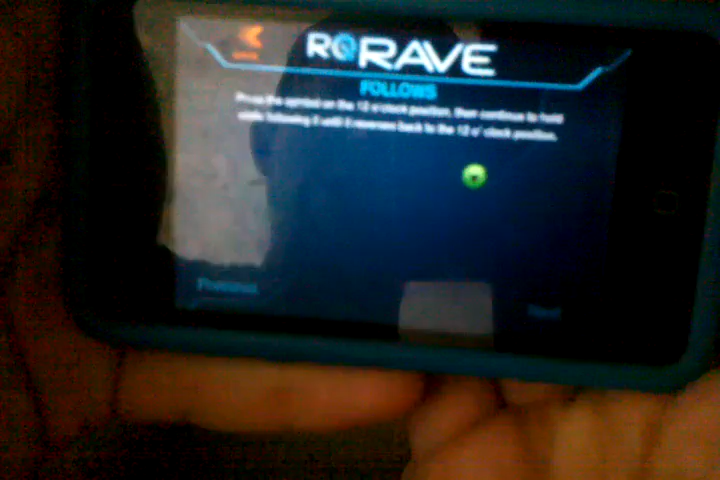 RORAVE
FOLLOWS
Press the symbol on the 12 o'clock position, then continue to hold
while following it until it reverses back to the 12 o' clock position.
Previous
Next